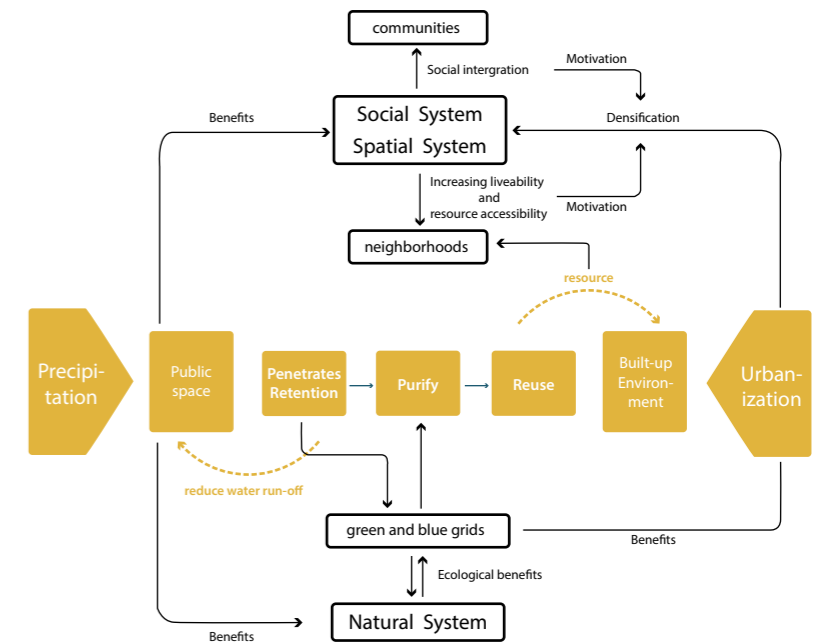 communities
Social intergration
Motivation
Benefits
Social System
Spatial System
Densification
Increasing liveability
and
resource accessibility
Motivation
neighborhoods
resource
Precipi-
tation
Public
space
Penetrates
Retention
Purify
Reuse
Built-up
Environ-
ment
Urban-
ization
reduce water run-off
green and blue grids
Benefits
Ecological benefits
Natural System
Benefits